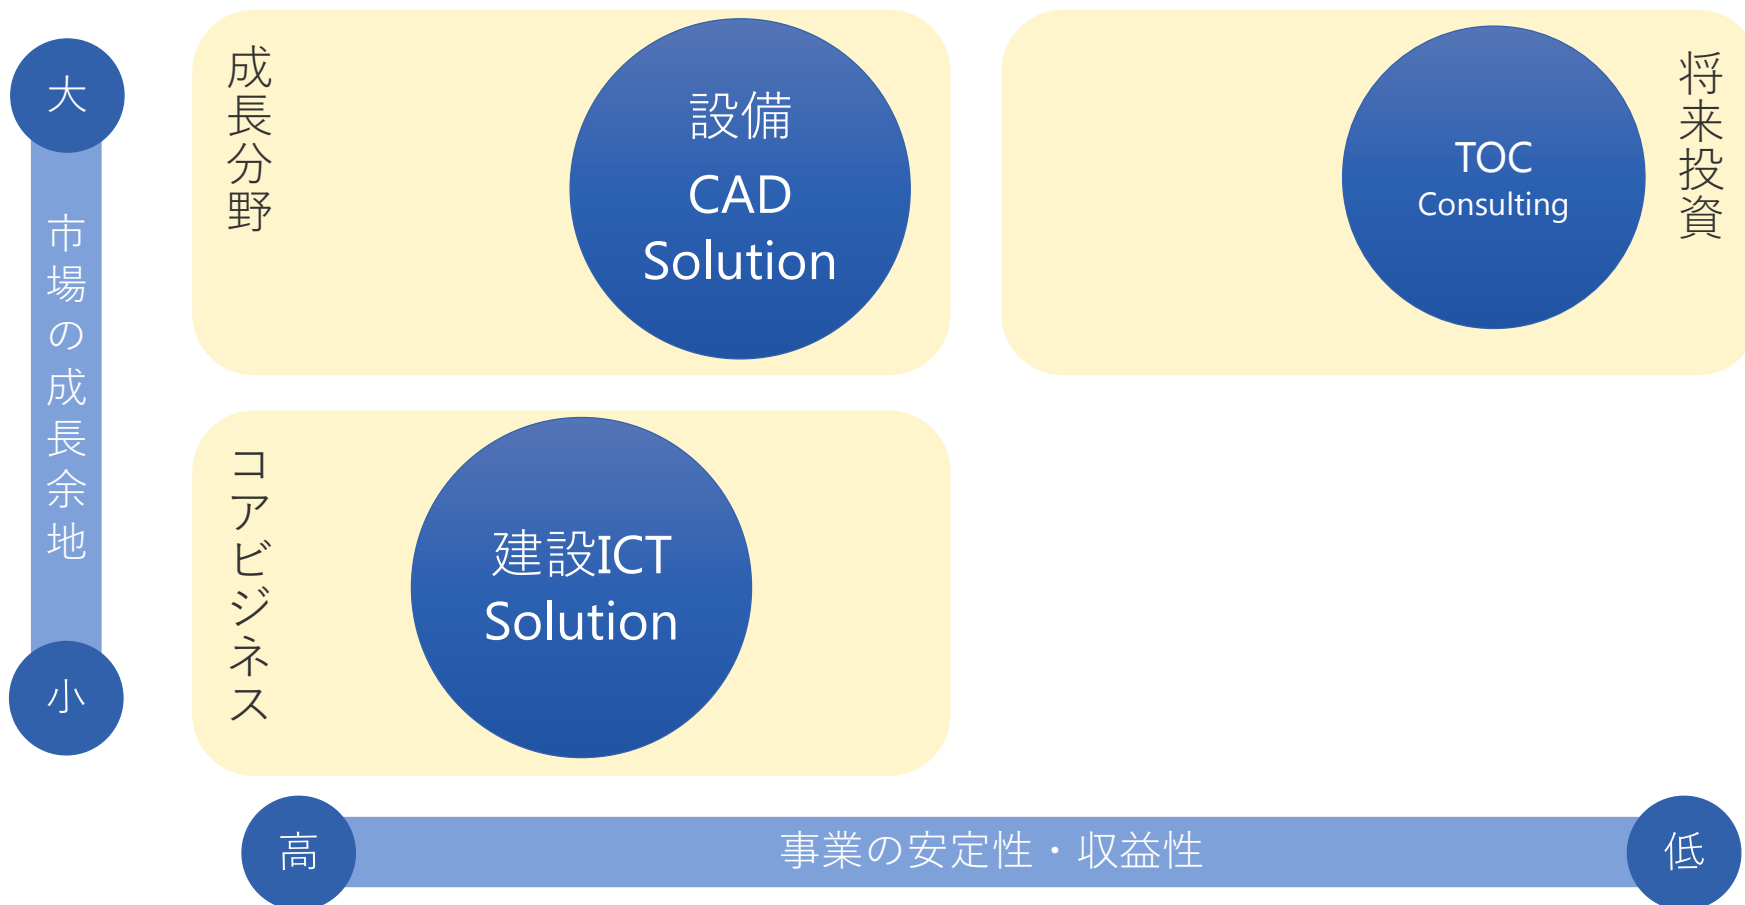 大
市場の成長余地
小
成長分野
設備
CAD
Solution
将来投資
TOC
Consulting
コアビジネス
建設ICT
Solution
高
事業の安定性・収益性
低